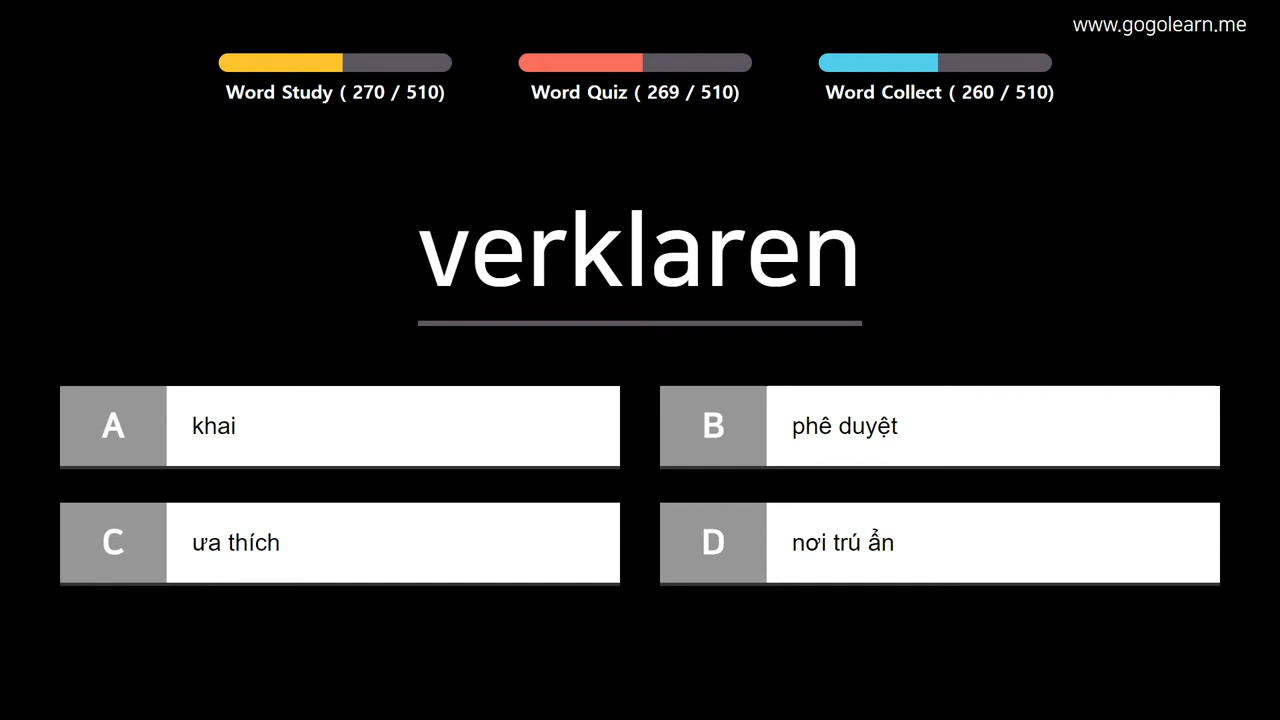 www.gogolearn.me
Word Study ( 270 / 510)
Word Quiz ( 269 / 510)
Word Collect ( 260 / 510)
verklaren
A khai
B phê duyệt
C ưa thích
D nơi trú ẩn